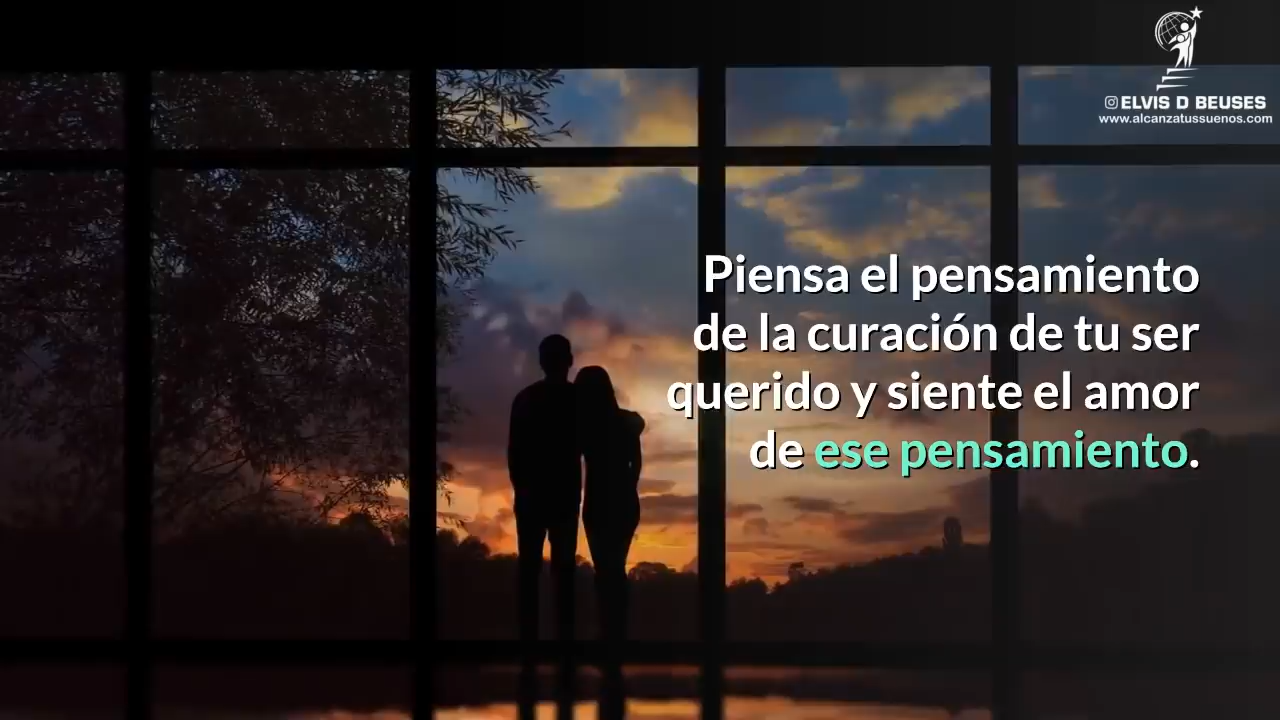 ELVIS D BEUSES
www.alcanzatussuenos.com
Piensa el pensamiento
de la curación de tu ser
querido y siente el amor
de ese pensamiento.